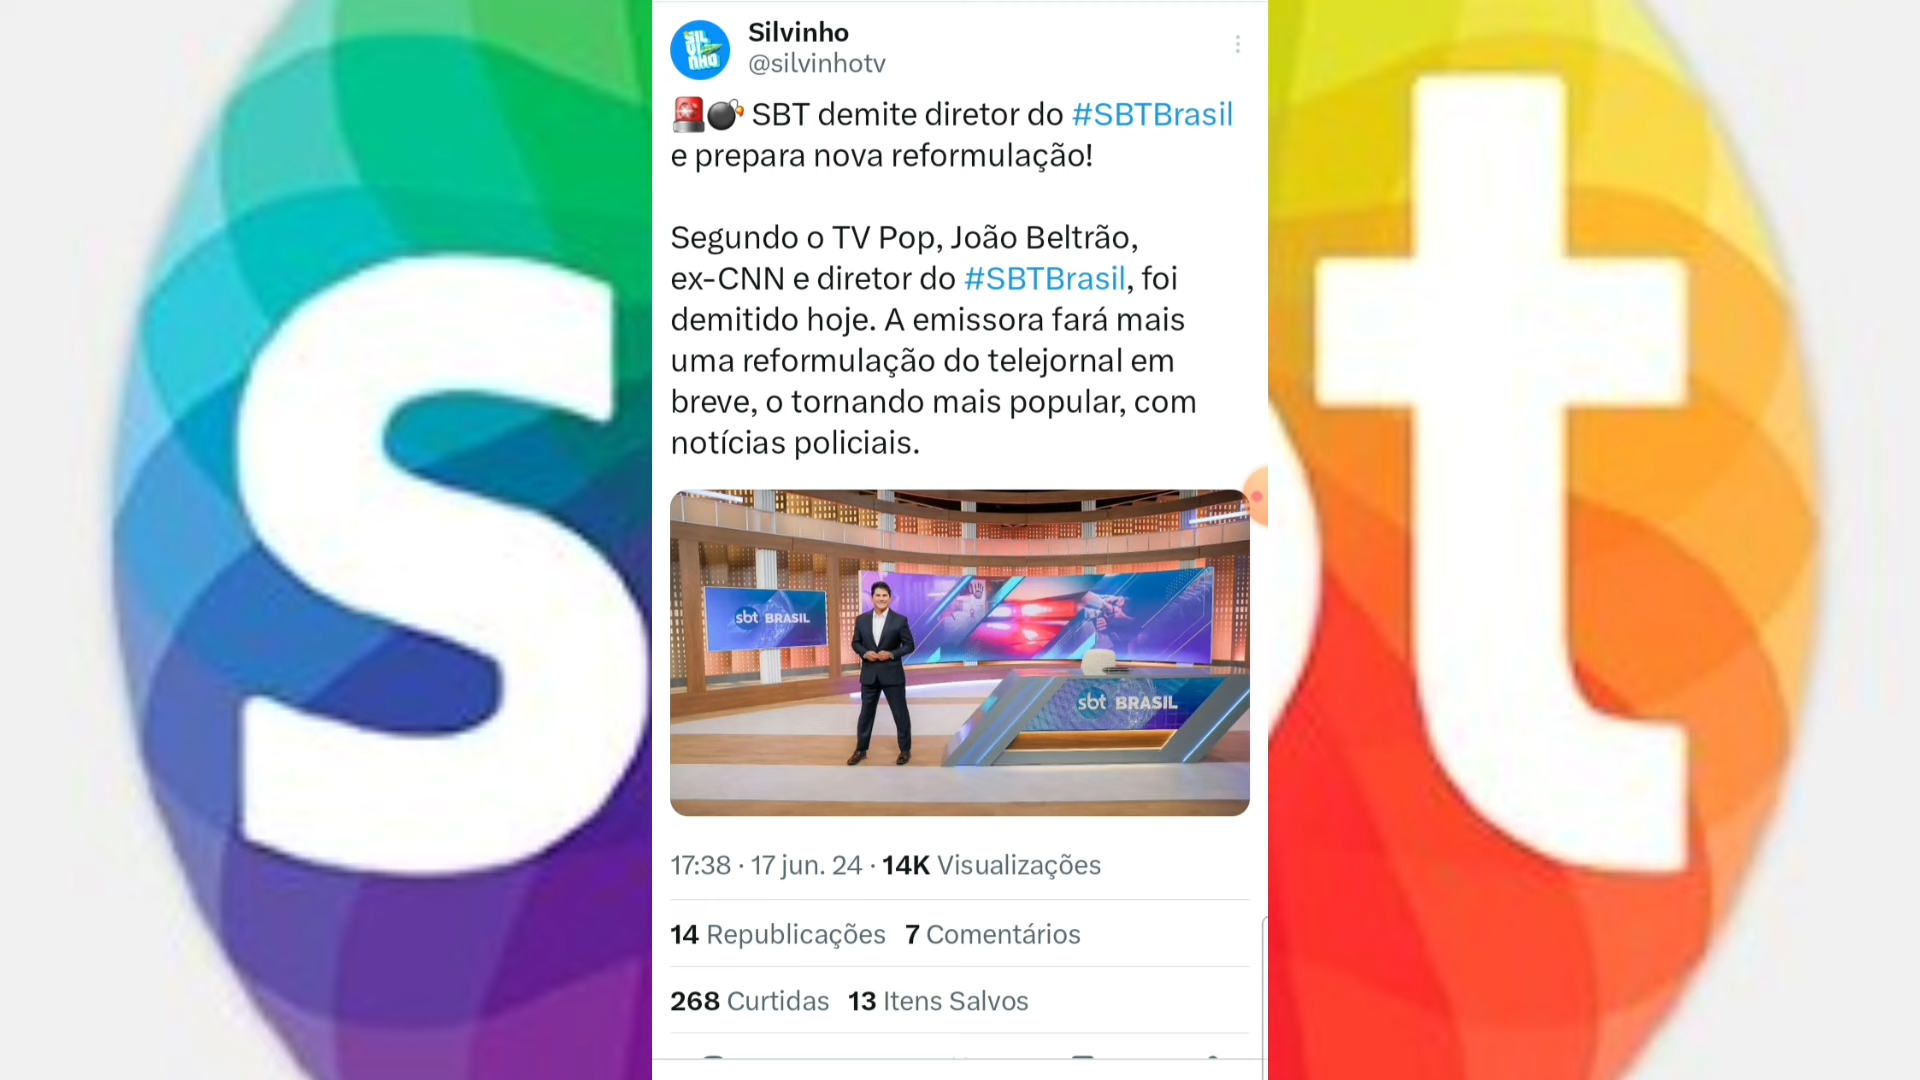 Silvinho
@silvinhotv
SIL
VI
NHO
🚨💣 SBT demite diretor do #SBTBrasil
e prepara nova reformulação!
Segundo o TV Pop, João Beltrão,
ex-CNN e diretor do #SBTBrasil, foi
demitido hoje. A emissora fará mais
uma reformulação do telejornal em
breve, o tornando mais popular, com
notícias policiais.
sbt BRASIL
sbt BRASIL
17:38 · 17 jun. 24 · 14K Visualizações
14 Republicações 7 Comentários
268 Curtidas 13 Itens Salvos
s
t